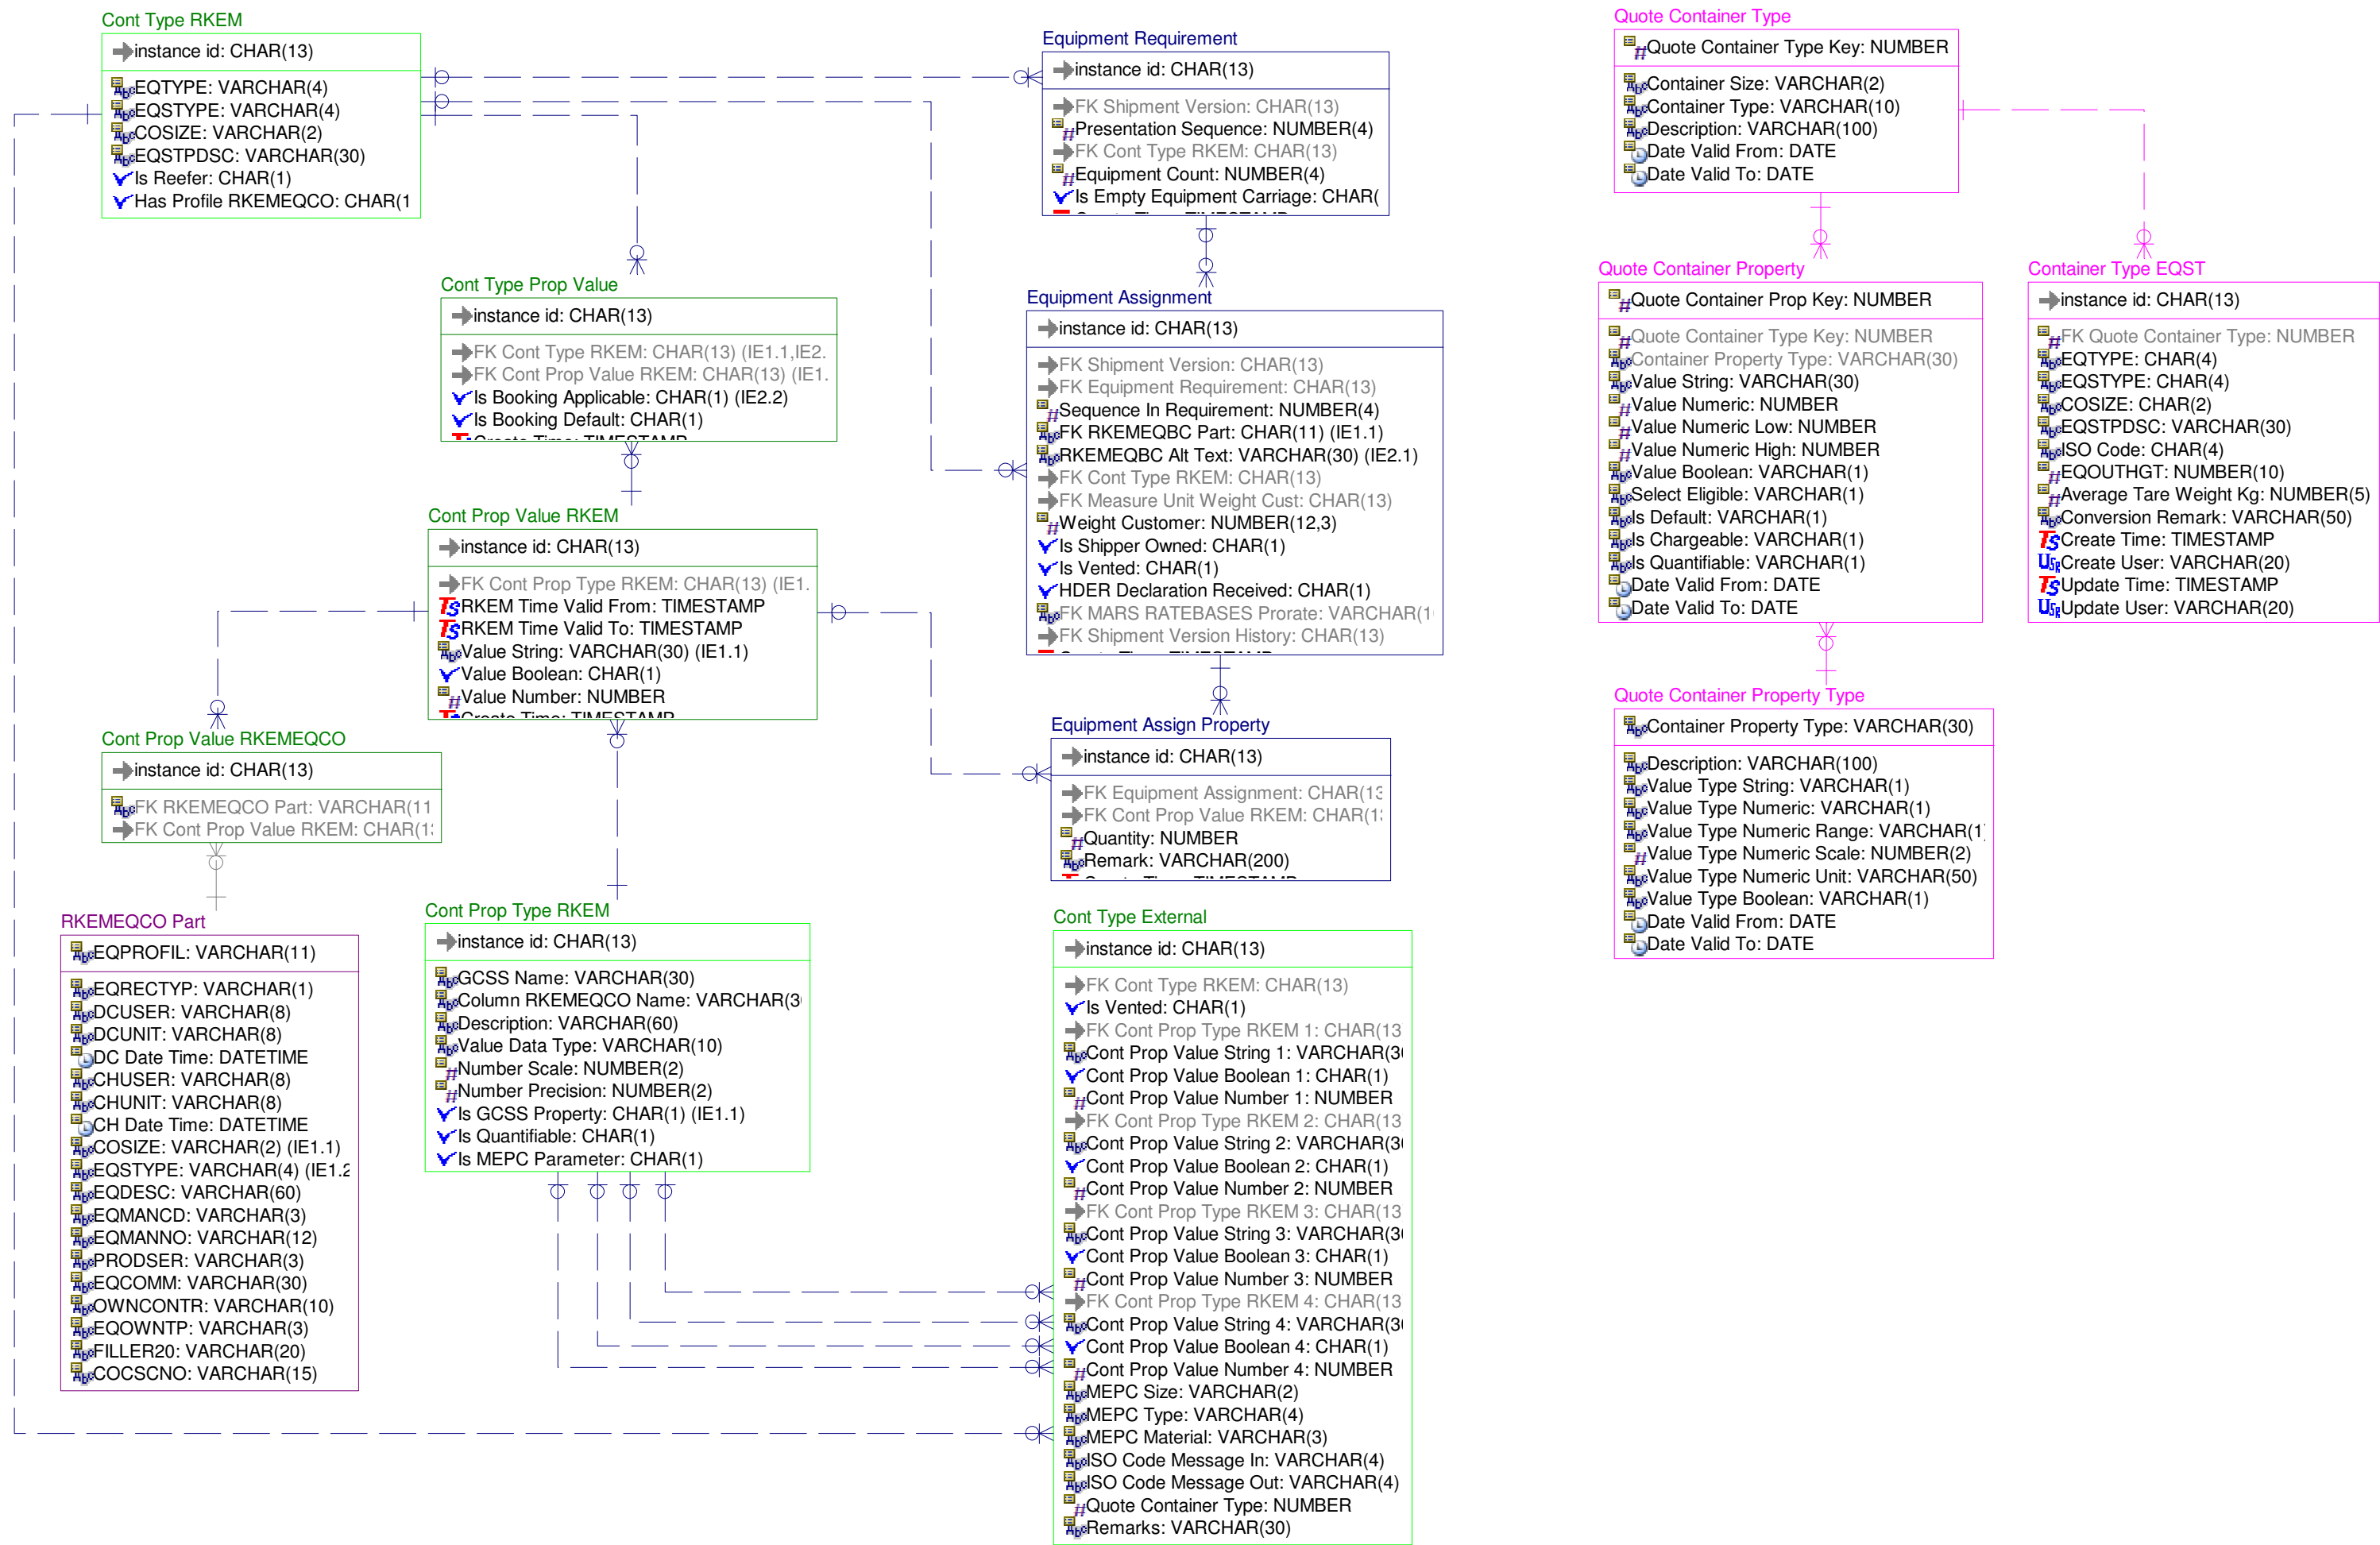 Cont Type RKEM
instance id: CHAR(13)
EQTYPE: VARCHAR(4)
EQSTYPE: VARCHAR(4)
COSIZE: VARCHAR(2)
EQSTPDSC: VARCHAR(30)
Is Reefer: CHAR(1)
Has Profile RKEMEQCO: CHAR(1
Equipment Requirement
instance id: CHAR(13)
FK Shipment Version: CHAR(13)
Presentation Sequence: NUMBER(4)
FK Cont Type RKEM: CHAR(13)
Equipment Count: NUMBER(4)
Is Empty Equipment Carriage: CHAR(
Create Time: TIMESTAMP
Quote Container Type
Quote Container Type Key: NUMBER
Container Size: VARCHAR(2)
Container Type: VARCHAR(10)
Description: VARCHAR(100)
Date Valid From: DATE
Date Valid To: DATE
Cont Type Prop Value
instance id: CHAR(13)
FK Cont Type RKEM: CHAR(13) (IE1.1,IE2.
FK Cont Prop Value RKEM: CHAR(13) (IE1.
Is Booking Applicable: CHAR(1) (IE2.2)
Is Booking Default: CHAR(1)
Create Time: TIMESTAMP
Equipment Assignment
instance id: CHAR(13)
FK Shipment Version: CHAR(13)
FK Equipment Requirement: CHAR(13)
Sequence In Requirement: NUMBER(4)
FK RKEMEQBC Part: CHAR(11) (IE1.1)
RKEMEQBC Alt Text: VARCHAR(30) (IE2.1)
FK Cont Type RKEM: CHAR(13)
FK Measure Unit Weight Cust: CHAR(13)
Weight Customer: NUMBER(12,3)
Is Shipper Owned: CHAR(1)
Is Vented: CHAR(1)
HDER Declaration Received: CHAR(1)
FK MARS RATEBASES Prorate: VARCHAR(1
FK Shipment Version History: CHAR(13)
Create Time: TIMESTAMP
Quote Container Property
Quote Container Prop Key: NUMBER
Quote Container Type Key: NUMBER
Container Property Type: VARCHAR(30)
Value String: VARCHAR(30)
Value Numeric: NUMBER
Value Numeric Low: NUMBER
Value Numeric High: NUMBER
Value Boolean: VARCHAR(1)
Select Eligible: VARCHAR(1)
Is Default: VARCHAR(1)
Is Chargeable: VARCHAR(1)
Is Quantifiable: VARCHAR(1)
Date Valid From: DATE
Date Valid To: DATE
Container Type EQST
instance id: CHAR(13)
FK Quote Container Type: NUMBER
EQTYPE: CHAR(4)
EQSTYPE: CHAR(4)
COSIZE: CHAR(2)
EQSTPDSC: VARCHAR(30)
ISO Code: CHAR(4)
EQOUTHGT: NUMBER(10)
Average Tare Weight Kg: NUMBER(5)
Conversion Remark: VARCHAR(50)
Create Time: TIMESTAMP
Create User: VARCHAR(20)
Update Time: TIMESTAMP
Update User: VARCHAR(20)
Cont Prop Value RKEM
instance id: CHAR(13)
FK Cont Prop Type RKEM: CHAR(13) (IE1.
RKEM Time Valid From: TIMESTAMP
RKEM Time Valid To: TIMESTAMP
Value String: VARCHAR(30) (IE1.1)
Value Boolean: CHAR(1)
Value Number: NUMBER
Create Time: TIMESTAMP
Cont Prop Value RKEMEQCO
instance id: CHAR(13)
FK RKEMEQCO Part: VARCHAR(11
FK Cont Prop Value RKEM: CHAR(1
Equipment Assign Property
instance id: CHAR(13)
FK Equipment Assignment: CHAR(13
FK Cont Prop Value RKEM: CHAR(1
Quantity: NUMBER
Remark: VARCHAR(200)
Create Time: TIMESTAMP
Quote Container Property Type
Container Property Type: VARCHAR(30)
Description: VARCHAR(100)
Value Type String: VARCHAR(1)
Value Type Numeric: VARCHAR(1)
Value Type Numeric Range: VARCHAR(1
Value Type Numeric Scale: NUMBER(2)
Value Type Numeric Unit: VARCHAR(50)
Value Type Boolean: VARCHAR(1)
Date Valid From: DATE
Date Valid To: DATE
RKEMEQCO Part
EQPROFIL: VARCHAR(11)
EQRECTYP: VARCHAR(1)
DCUSER: VARCHAR(8)
DCUNIT: VARCHAR(8)
DC Date Time: DATETIME
CHUSER: VARCHAR(8)
CHUNIT: VARCHAR(8)
CH Date Time: DATETIME
COSIZE: VARCHAR(2) (IE1.1)
EQSTYPE: VARCHAR(4) (IE1.2
EQDESC: VARCHAR(60)
EQMANCD: VARCHAR(3)
EQMANNO: VARCHAR(12)
PRODSER: VARCHAR(3)
EQCOMM: VARCHAR(30)
OWNCONTR: VARCHAR(10)
EQOWNTP: VARCHAR(3)
FILLER20: VARCHAR(20)
COCSCNO: VARCHAR(15)
Cont Prop Type RKEM
instance id: CHAR(13)
GCSS Name: VARCHAR(30)
Column RKEMEQCO Name: VARCHAR(30
Description: VARCHAR(60)
Value Data Type: VARCHAR(10)
Number Scale: NUMBER(2)
Number Precision: NUMBER(2)
Is GCSS Property: CHAR(1) (IE1.1)
Is Quantifiable: CHAR(1)
Is MEPC Parameter: CHAR(1)
Cont Type External
instance id: CHAR(13)
FK Cont Type RKEM: CHAR(13)
Is Vented: CHAR(1)
FK Cont Prop Type RKEM 1: CHAR(13
Cont Prop Value String 1: VARCHAR(30
Cont Prop Value Boolean 1: CHAR(1)
Cont Prop Value Number 1: NUMBER
FK Cont Prop Type RKEM 2: CHAR(13
Cont Prop Value String 2: VARCHAR(30
Cont Prop Value Boolean 2: CHAR(1)
Cont Prop Value Number 2: NUMBER
FK Cont Prop Type RKEM 3: CHAR(13
Cont Prop Value String 3: VARCHAR(30
Cont Prop Value Boolean 3: CHAR(1)
Cont Prop Value Number 3: NUMBER
FK Cont Prop Type RKEM 4: CHAR(13
Cont Prop Value String 4: VARCHAR(30
Cont Prop Value Boolean 4: CHAR(1)
Cont Prop Value Number 4: NUMBER
MEPC Size: VARCHAR(2)
MEPC Type: VARCHAR(4)
MEPC Material: VARCHAR(3)
ISO Code Message In: VARCHAR(4)
ISO Code Message Out: VARCHAR(4)
Quote Container Type: NUMBER
Remarks: VARCHAR(30)